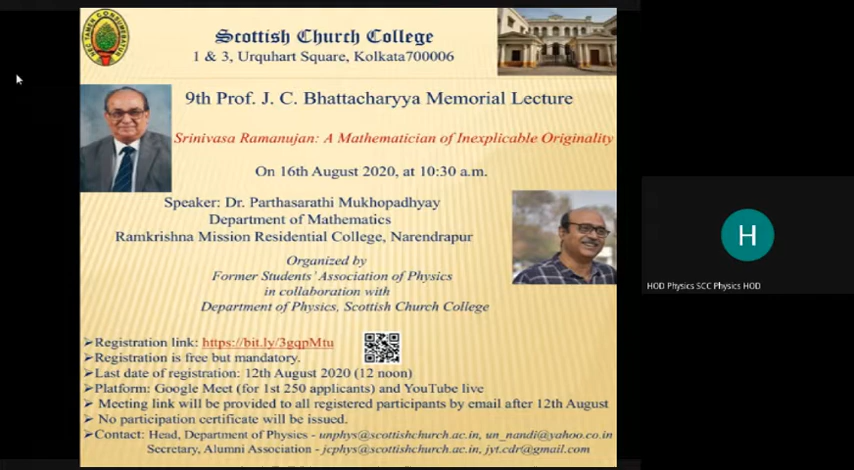 Scottish Church College
1 & 3, Urquhart Square, Kolkata700006
9th Prof. J. C. Bhattacharyya Memorial Lecture
Srinivasa Ramanujan: A Mathematician of Inexplicable Originality
On 16th August 2020, at 10:30 a.m.
Speaker: Dr. Parthasarathi Mukhopadhyay
Department of Mathematics
Ramkrishna Mission Residential College, Narendrapur
Organized by
Former Students' Association of Physics
in collaboration with
Department of Physics, Scottish Church College
➢Registration link: https://bit.ly/3gqpMtu
➢Registration is free but mandatory.
➢Last date of registration: 12th August 2020 (12 noon)
➢Platform: Google Meet (for 1st 250 applicants) and YouTube live
➢ Meeting link will be provided to all registered participants by email after 12th August
➢ No participation certificate will be issued.
➢Contact: Head, Department of Physics - unphys@scottishchurch.ac.in, un_nandi@yahoo.co.in
Secretary, Alumni Association - jcphys@scottishchurch.ac.in, jyt.cdr@gmail.com
H
HOD Physics SCC Physics HOD
NEC TAMEN CONSUMEBATUR